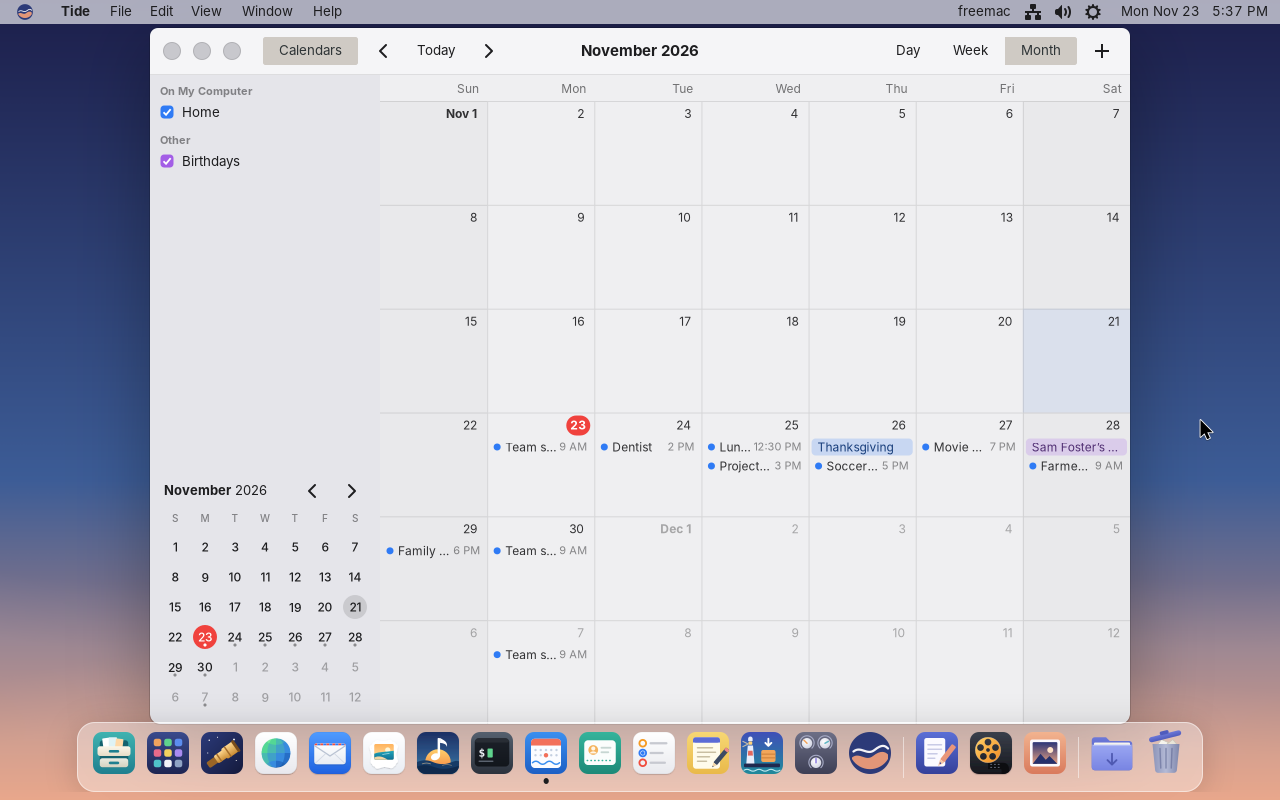 Tide File Edit View Window Help freemac Mon Nov 23 5:37 PM
Calendars Today November 2026 Day Week Month
On My Computer
Home
Other
Birthdays
Sun Mon Tue Wed Thu Fri Sat
Nov 1 2 3 4 5 6 7
8 9 10 11 12 13 14
15 16 17 18 19 20 21
22 23 24 25 26 27 28
Team s... 9 AM Dentist 2 PM Lun... 12:30 PM Thanksgiving Movie ... 7 PM Sam Foster's ...
Project... 3 PM Soccer... 5 PM Farme... 9 AM
29 30 Dec 1 2 3 4 5
Family ... 6 PM Team s... 9 AM
6 7 8 9 10 11 12
Team s... 9 AM
November 2026
S M T W T F S
1 2 3 4 5 6 7
8 9 10 11 12 13 14
15 16 17 18 19 20 21
22 23 24 25 26 27 28
29 30 1 2 3 4 5
6 7 8 9 10 11 12
$